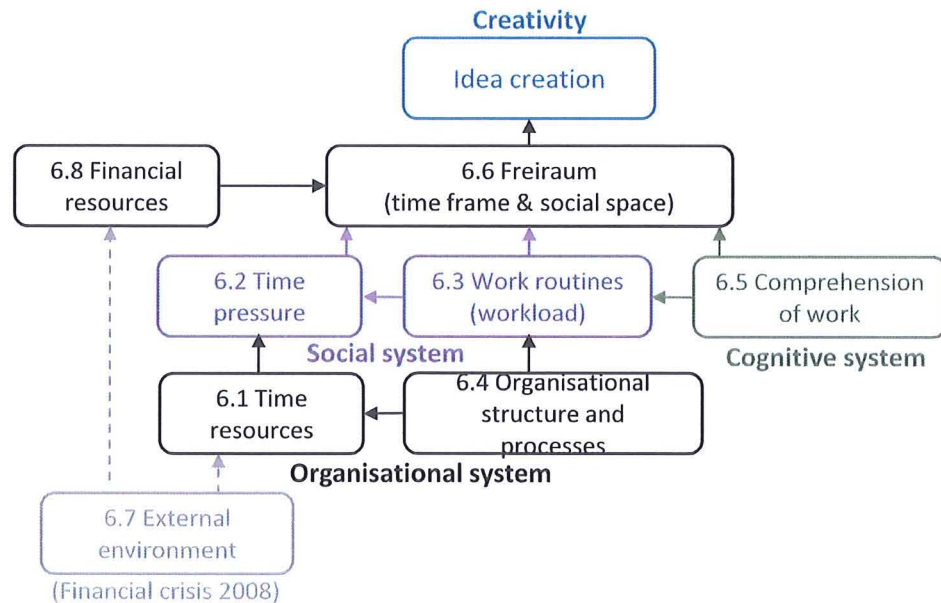 Creativity
Idea creation
6.8 Financial
resources
6.6 Freiraum
(time frame & social space)
6.2 Time
pressure
6.3 Work routines
(workload)
6.5 Comprehension
of work
Social system
Cognitive system
6.1 Time
resources
6.4 Organisational
structure and
processes
Organisational system
6.7 External
environment
(Financial crisis 2008)